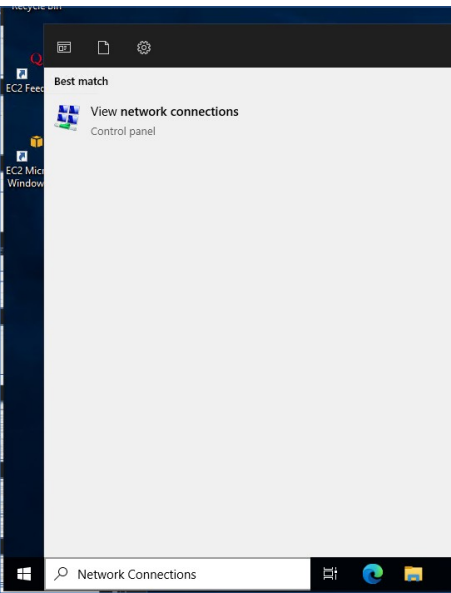 Recycle Bin
EC2 Feed
EC2 Micr
Window
Best match
View network connections
Control panel
Network Connections